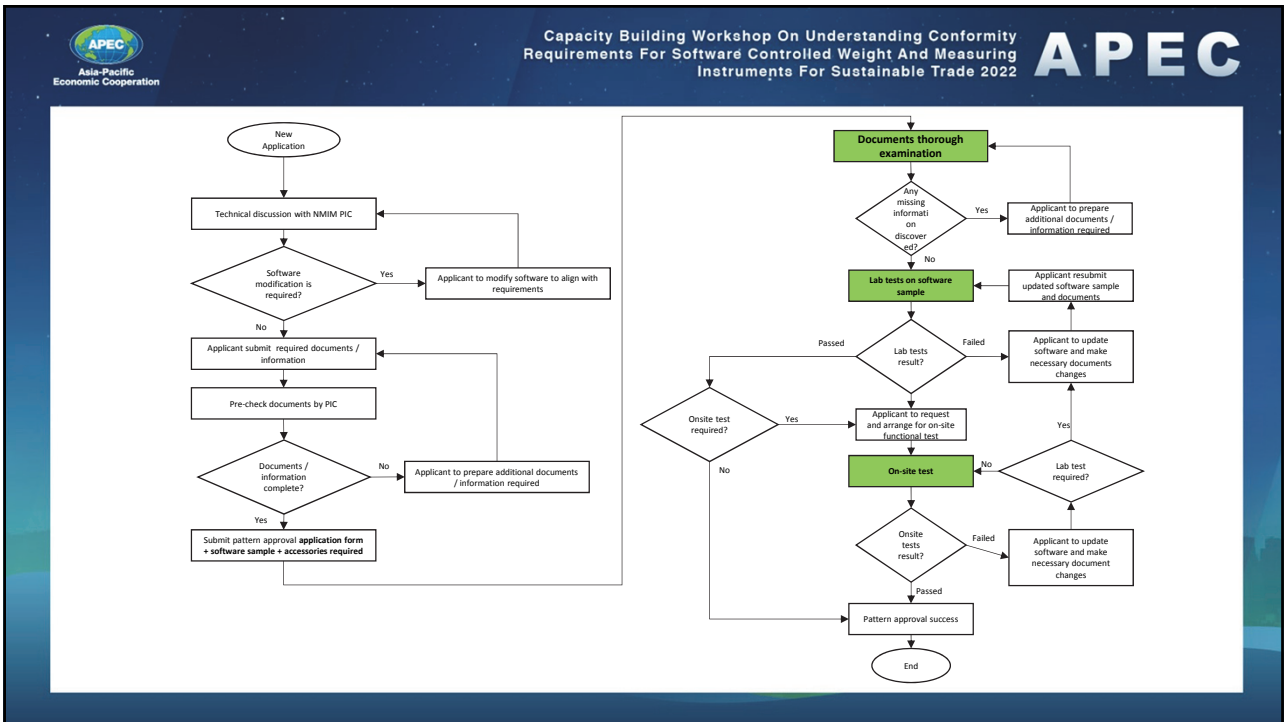 APEC
Asia-Pacific
Economic Cooperation
Capacity Building Workshop On Understanding Conformity
Requirements For Software Controlled Weight And Measuring
Instruments For Sustainable Trade 2022
APEC
New
Application
Technical discussion with NMIM PIC
Software
modification is
required?
Yes
Applicant to modify software to align with
requirements
No
Applicant submit required documents /
information
Pre-check documents by PIC
Documents /
information
complete?
No
Applicant to prepare additional documents
/ information required
Yes
Submit pattern approval application form
+ software sample + accessories required
Documents thorough
examination
Any
missing
informati
on
discover
ed?
Yes
Applicant to prepare
additional documents /
information required
No
Lab tests on software
sample
Applicant resubmit
updated software sample
and documents
Lab tests
result?
Passed
Failed
Applicant to update
software and make
necessary documents
changes
Onsite test
required?
Yes
Applicant to request
and arrange for on-site
functional test
No
On-site test
No
Lab test
required?
Yes
Onsite
tests
result?
Failed
Applicant to update
software and make
necessary document
changes
Passed
Pattern approval success
End